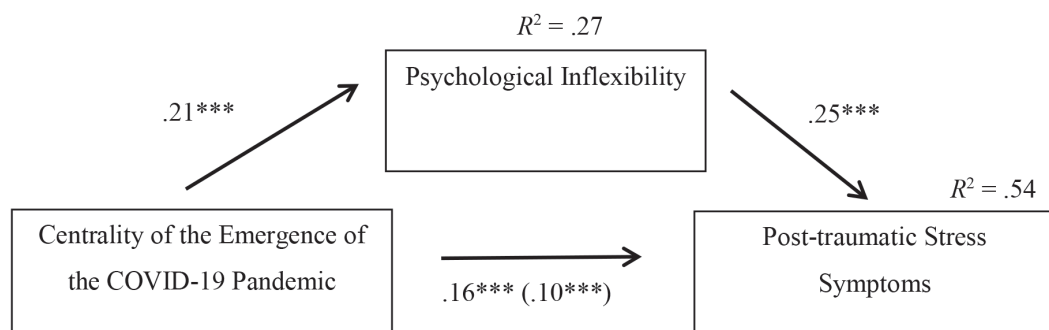 R² = .27
Psychological Inflexibility
.21***
.25***
R² = .54
Centrality of the Emergence of
the COVID-19 Pandemic
Post-traumatic Stress
Symptoms
.16*** (.10***)